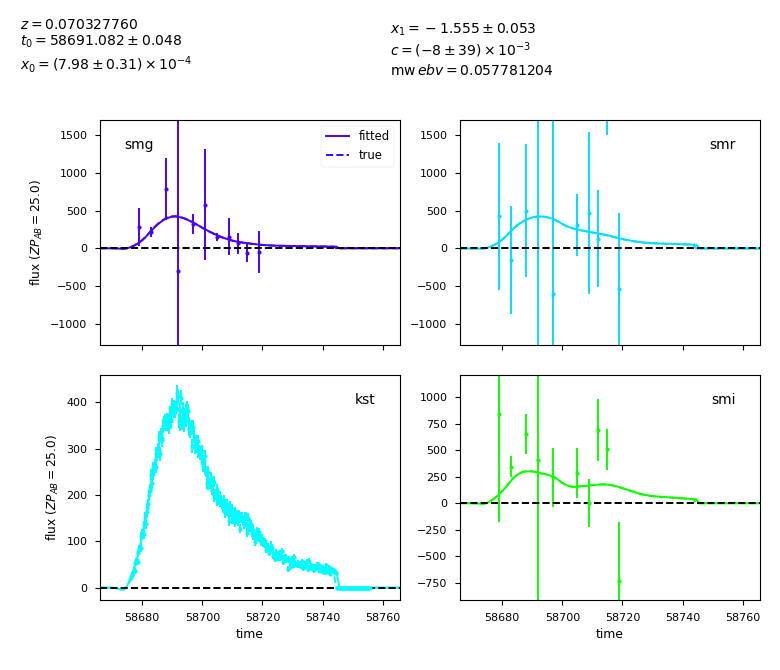 z = 0.070327760
t₀ = 58691.082 ± 0.048
x₀ = (7.98 ± 0.31) × 10⁻⁴
x₁ = −1.555 ± 0.053
c = (−8 ± 39) × 10⁻³
mw ebv = 0.057781204
smg
fitted
true
1500
1000
500
0
−500
−1000
flux (ZP_AB = 25.0)
smr
1500
1000
500
0
−500
−1000
kst
400
300
200
100
0
flux (ZP_AB = 25.0)
58680 58700 58720 58740 58760
time
smi
1000
750
500
250
0
−250
−500
−750
58680 58700 58720 58740 58760
time